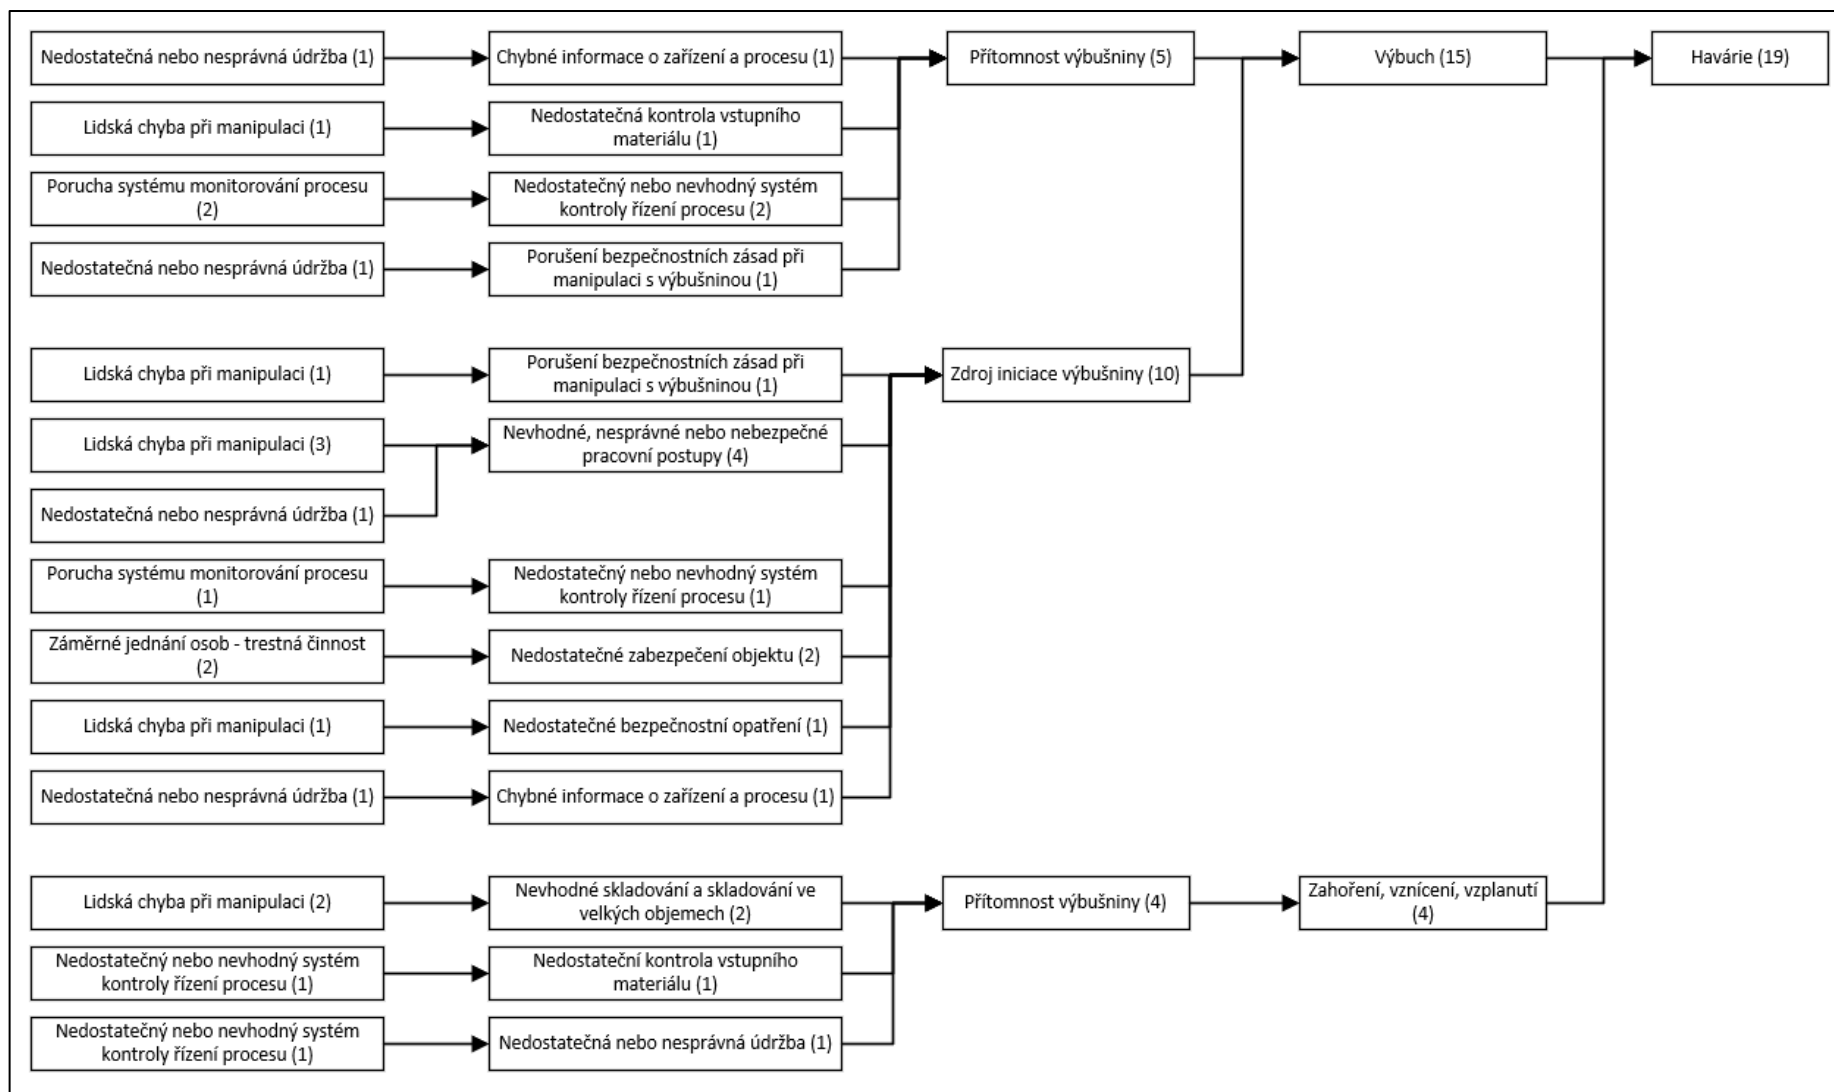 Nedostatečná nebo nesprávná údržba (1)
Chybné informace o zařízení a procesu (1)
Přítomnost výbušniny (5)
Výbuch (15)
Havárie (19)
Lidská chyba při manipulaci (1)
Nedostatečná kontrola vstupního
materiálu (1)
Porucha systému monitorování procesu
(2)
Nedostatečný nebo nevhodný systém
kontroly řízení procesu (2)
Nedostatečná nebo nesprávná údržba (1)
Porušení bezpečnostních zásad při
manipulaci s výbušninou (1)
Lidská chyba při manipulaci (1)
Porušení bezpečnostních zásad při
manipulaci s výbušninou (1)
Zdroj iniciace výbušniny (10)
Lidská chyba při manipulaci (3)
Nevhodné, nesprávné nebo nebezpečné
pracovní postupy (4)
Nedostatečná nebo nesprávná údržba (1)
Porucha systému monitorování procesu
(1)
Nedostatečný nebo nevhodný systém
kontroly řízení procesu (1)
Záměrné jednání osob - trestná činnost
(2)
Nedostatečné zabezpečení objektu (2)
Lidská chyba při manipulaci (1)
Nedostatečné bezpečnostní opatření (1)
Nedostatečná nebo nesprávná údržba (1)
Chybné informace o zařízení a procesu (1)
Lidská chyba při manipulaci (2)
Nevhodné skladování a skladování ve
velkých objemech (2)
Přítomnost výbušniny (4)
Zahoření, vznícení, vzplanutí
(4)
Nedostatečný nebo nevhodný systém
kontroly řízení procesu (1)
Nedostateční kontrola vstupního
materiálu (1)
Nedostatečný nebo nevhodný systém
kontroly řízení procesu (1)
Nedostatečná nebo nesprávná údržba (1)